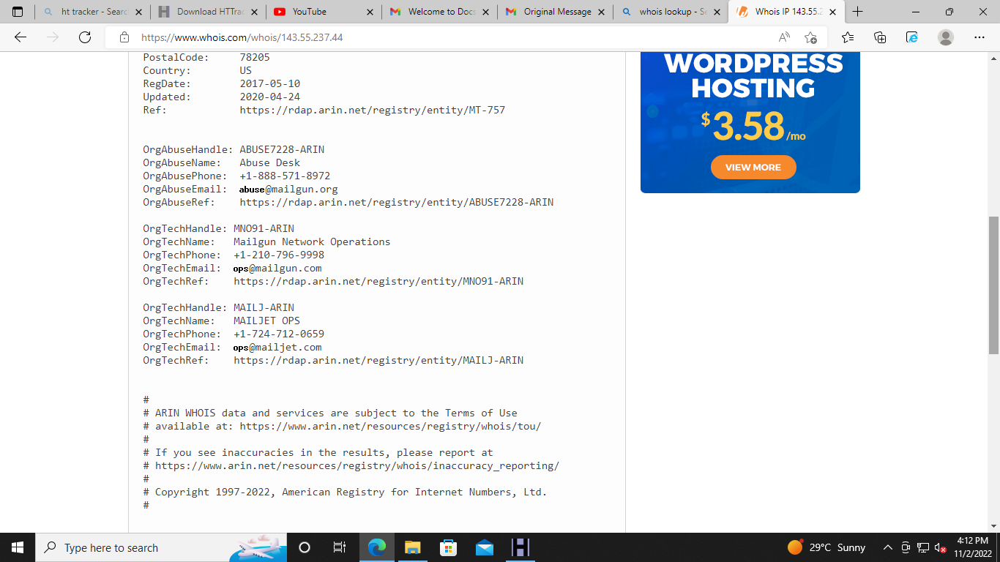 ht tracker - Searc
Download HTTrac
YouTube
Welcome to Docs
Original Message
whois lookup - Se
Whois IP 143.55.2
https://www.whois.com/whois/143.55.237.44
PostalCode: 78205
Country: US
RegDate: 2017-05-10
Updated: 2020-04-24
Ref: https://rdap.arin.net/registry/entity/MT-757
OrgAbuseHandle: ABUSE7228-ARIN
OrgAbuseName: Abuse Desk
OrgAbusePhone: +1-888-571-8972
OrgAbuseEmail: abuse@mailgun.org
OrgAbuseRef: https://rdap.arin.net/registry/entity/ABUSE7228-ARIN
OrgTechHandle: MNO91-ARIN
OrgTechName: Mailgun Network Operations
OrgTechPhone: +1-210-796-9998
OrgTechEmail: ops@mailgun.com
OrgTechRef: https://rdap.arin.net/registry/entity/MNO91-ARIN
OrgTechHandle: MAILJ-ARIN
OrgTechName: MAILJET OPS
OrgTechPhone: +1-724-712-0659
OrgTechEmail: ops@mailjet.com
OrgTechRef: https://rdap.arin.net/registry/entity/MAILJ-ARIN
#
# ARIN WHOIS data and services are subject to the Terms of Use
# available at: https://www.arin.net/resources/registry/whois/tou/
#
# If you see inaccuracies in the results, please report at
# https://www.arin.net/resources/registry/whois/inaccuracy_reporting/
#
# Copyright 1997-2022, American Registry for Internet Numbers, Ltd.
#
WORDPRESS
HOSTING
$3.58/mo
VIEW MORE
Type here to search
29°C Sunny
4:12 PM
11/2/2022